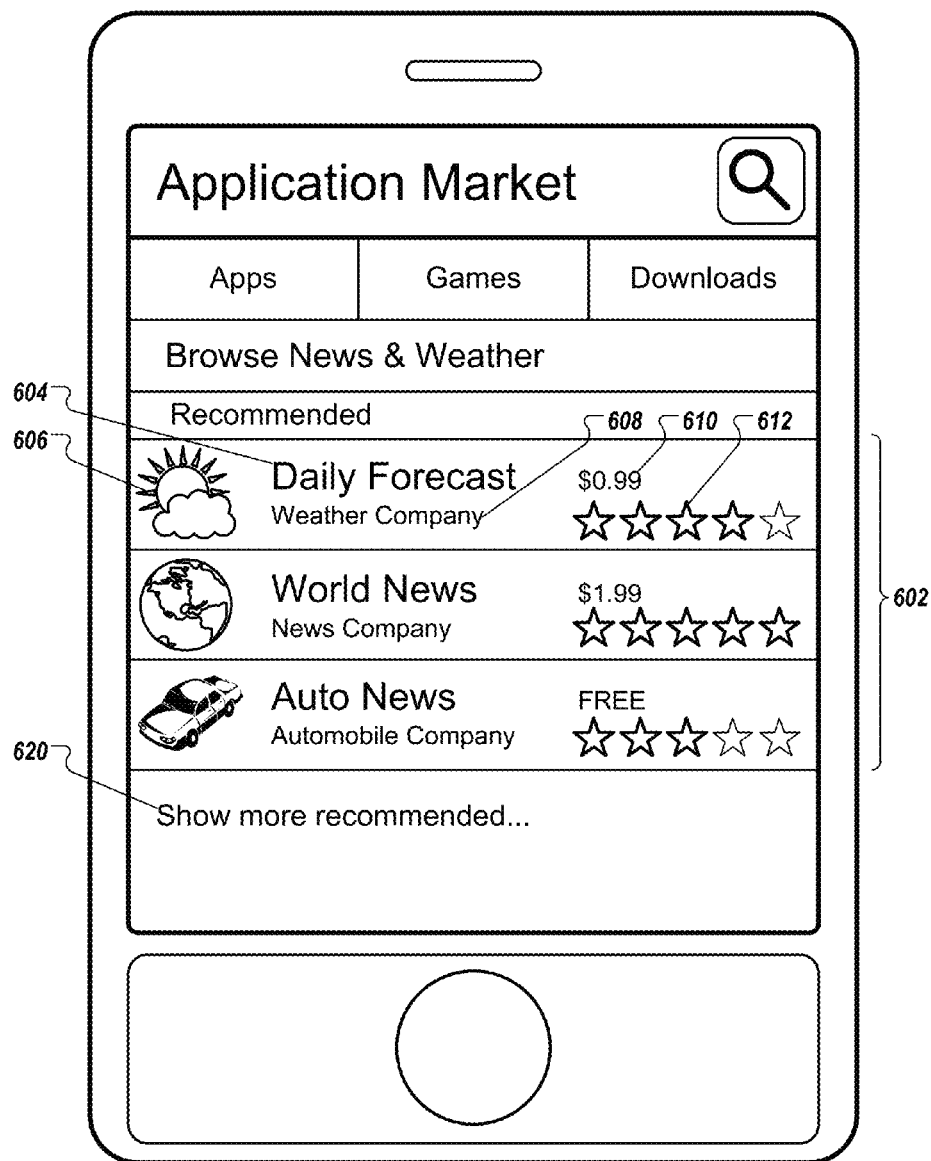 Application Market
Apps Games Downloads
Browse News & Weather
604
Recommended
608 610 612
606
Daily Forecast
$0.99
Weather Company
602
World News
$1.99
News Company
Auto News
FREE
Automobile Company
620
Show more recommended...